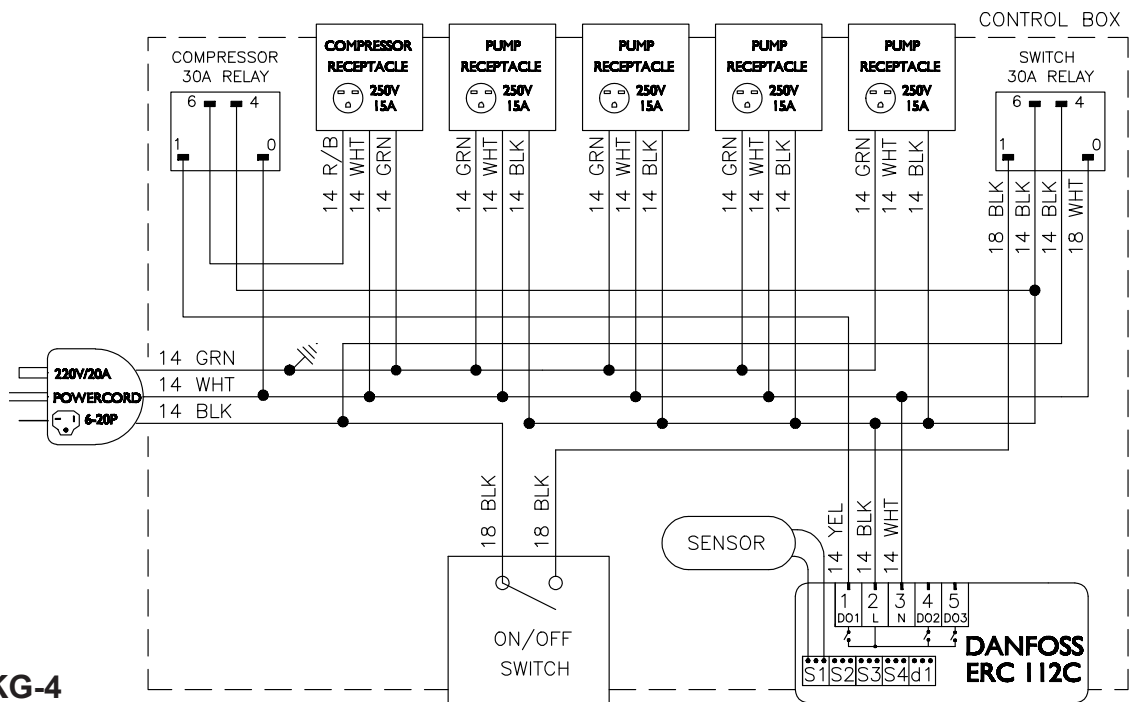 CONTROL BOX
COMPRESSOR
30A RELAY
6 4
1 0
COMPRESSOR
RECEPTACLE
250V
15A
PUMP
RECEPTACLE
250V
15A
PUMP
RECEPTACLE
250V
15A
PUMP
RECEPTACLE
250V
15A
PUMP
RECEPTACLE
250V
15A
SWITCH
30A RELAY
6 4
1 0
14 R/B
14 WHT
14 GRN
14 GRN
14 WHT
14 BLK
14 GRN
14 WHT
14 BLK
14 GRN
14 WHT
14 BLK
14 GRN
14 WHT
14 BLK
18 BLK
14 BLK
14 BLK
18 WHT
220V/20A
POWERCORD
6-20P
14 GRN
14 WHT
14 BLK
18 BLK
18 BLK
ON/OFF
SWITCH
SENSOR
14 YEL
14 BLK
14 WHT
1 2 3 4 5
DO1 L N DO2 DO3
S1 S2 S3 S4 d1
DANFOSS
ERC 112C
KG-4